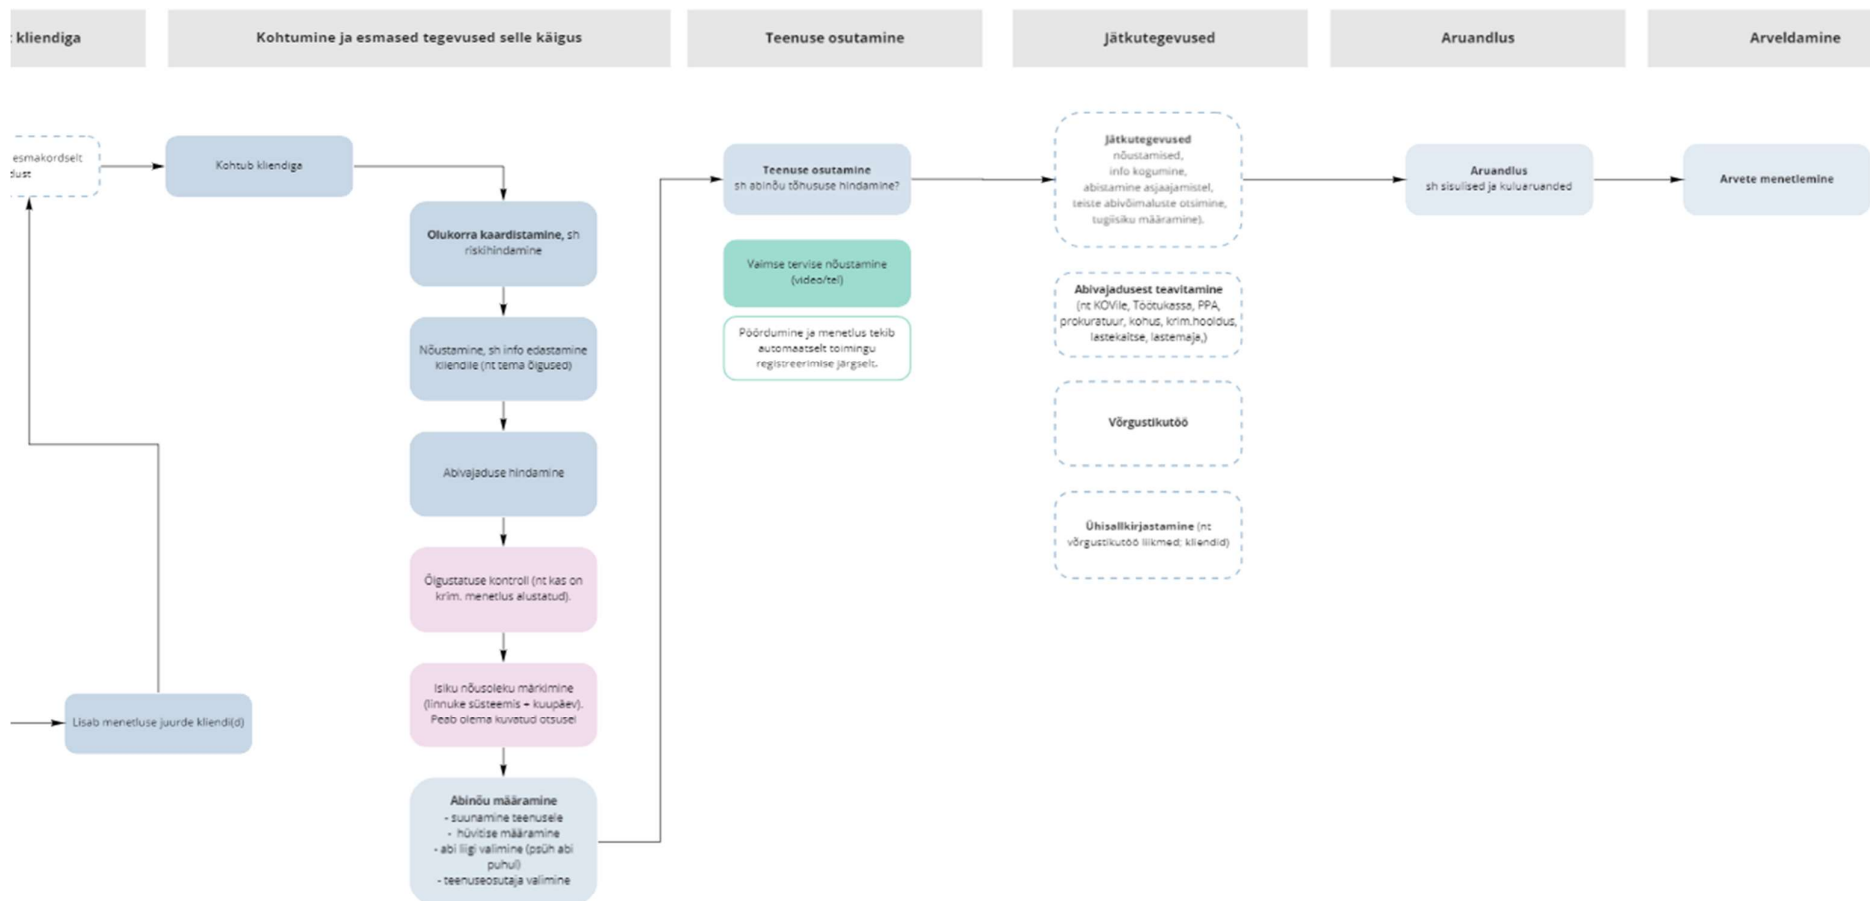 kliendiga
Kohtumine ja esmased tegevused selle käigus
Teenuse osutamine
Jätkutegevused
Aruandlus
Arveldamine
esmakordselt
Kohtub kliendiga
Olukorra kaardistamine, sh
riskihindamine
Nõustamine, sh info edastamine
kliendile (nt tema õigused)
Abivajaduse hindamine
Õigustatuse kontroll (nt kas on
krim. menetlus alustatud).
Isiku nõusoleku märkimine
(linnuke süsteemis + kuupäev).
Peab olema kuvatud otsusel
Lisab menetluse juurde kliendi(d)
Abinõu määramine
- suunamine teenusele
- hüvitise määramine
- abi liigi valimine (psüh abi
puhul)
- teenuseosutaja valimine
Teenuse osutamine
sh abinõu tõhususe hindamine?
Vaimse tervise nõustamine
(video/tel)
Pöördumine ja menetlus tekib
automaatselt toimingu
registreerimise järgselt.
Jätkutegevused
nõustamised,
info kogumine,
abistamine asjaajamistel,
teiste abivõimaluste otsimine,
tugiisiku määramine).
Abivajadusest teavitamine
(nt KOVile, Töötukassa, PPA,
prokuratuur, kohus, krim.hooldus,
lastekaitse, lastemaja,)
Võrgustikutöö
Ühisallkirjastamine (nt
võrgustikutöö liikmed; kliendid)
Aruandlus
sh sisulised ja kuluaruanded
Arvete menetlemine